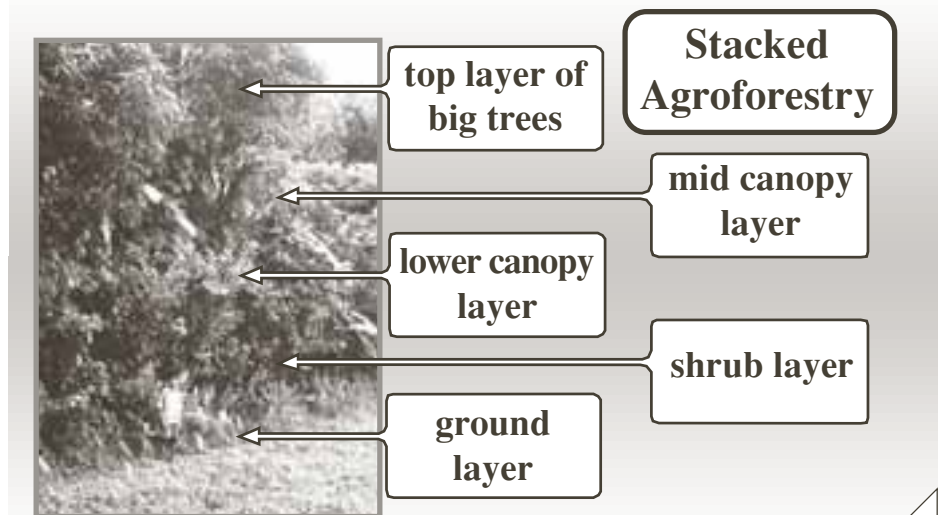 Stacked
Agroforestry
top layer of
big trees
mid canopy
layer
lower canopy
layer
shrub layer
ground
layer